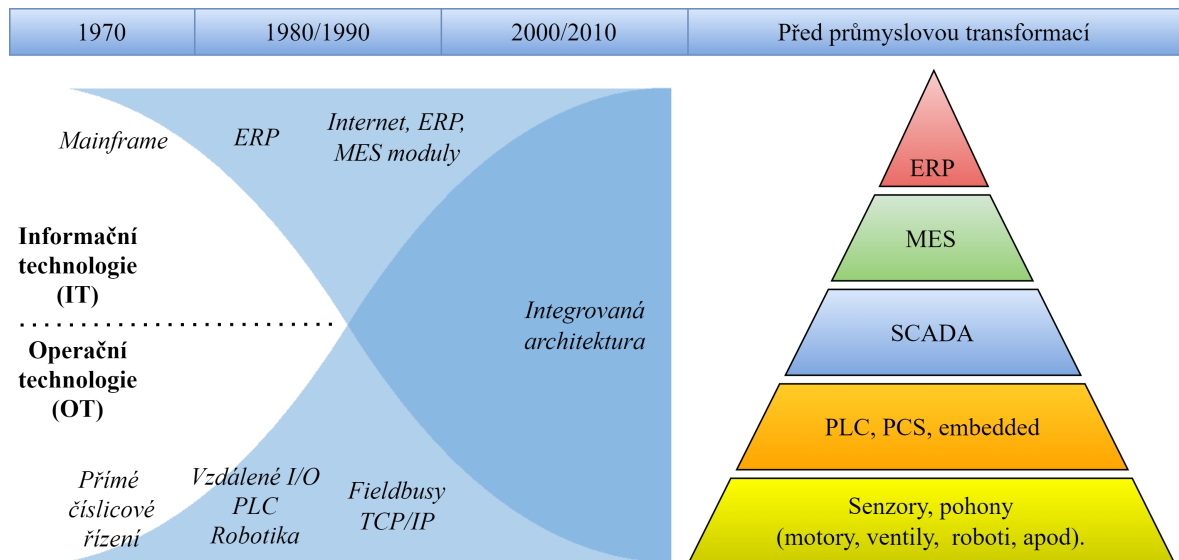 1970
1980/1990
2000/2010
Před průmyslovou transformací
Mainframe
ERP
Internet, ERP,
MES moduly
Informační
technologie
(IT)
Operační
technologie
(OT)
Integrovaná
architektura
Přímé
číslicové
řízení
Vzdálené I/O
PLC
Robotika
Fieldbusy
TCP/IP
ERP
MES
SCADA
PLC, PCS, embedded
Senzory, pohony
(motory, ventily, roboti, apod).